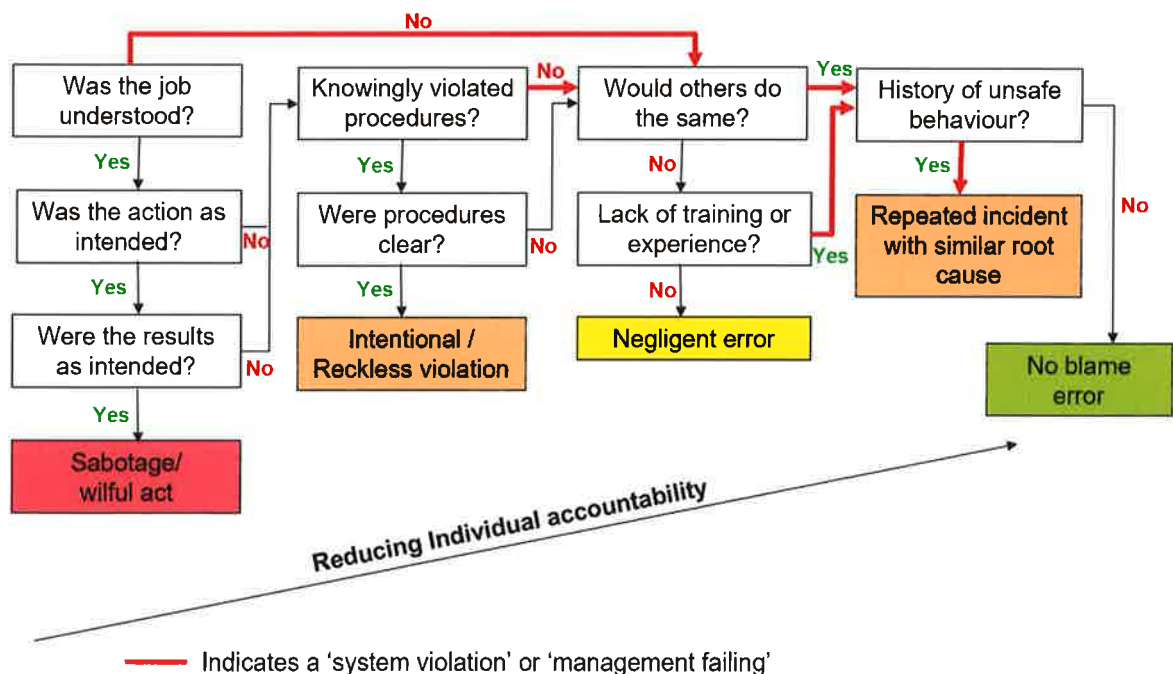 No
Was the job
understood?
Knowingly violated
procedures?
No
Would others do
the same?
Yes
History of unsafe
behaviour?
Yes
Yes
No
Yes
No
Was the action as
intended?
No
Were procedures
clear?
No
Lack of training or
experience?
Yes
Repeated incident
with similar root
cause
Yes
Yes
No
Were the results
as intended?
No
Intentional /
Reckless violation
Negligent error
No blame
error
Yes
Sabotage/
wilful act
Reducing Individual accountability
Indicates a ‘system violation’ or ‘management failing’